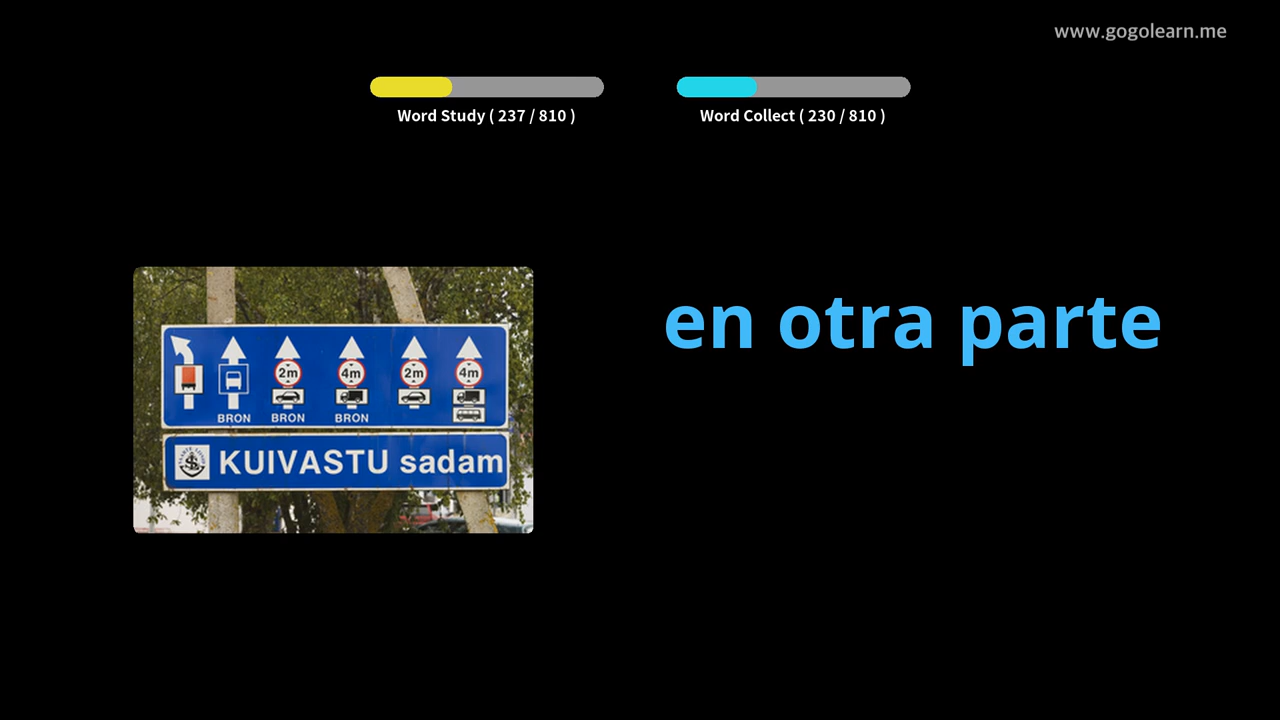 www.gogolearn.me
Word Study ( 237 / 810 )
Word Collect ( 230 / 810 )
en otra parte
2m 4m 2m 4m
BRON BRON BRON
KUIVASTU sadam